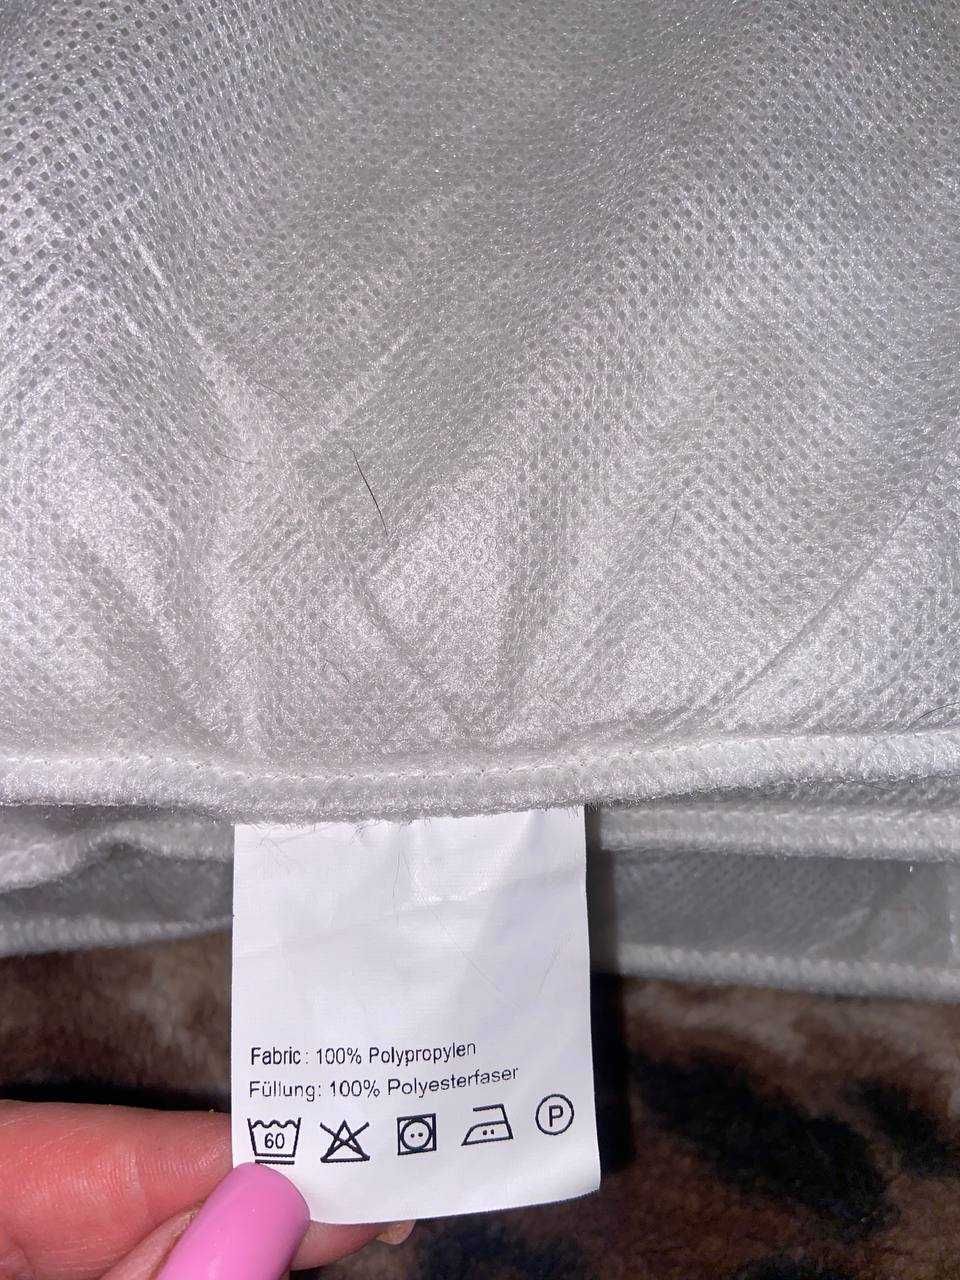 Fabric : 100% Polypropylen
Füllung: 100% Polyesterfaser
60 P